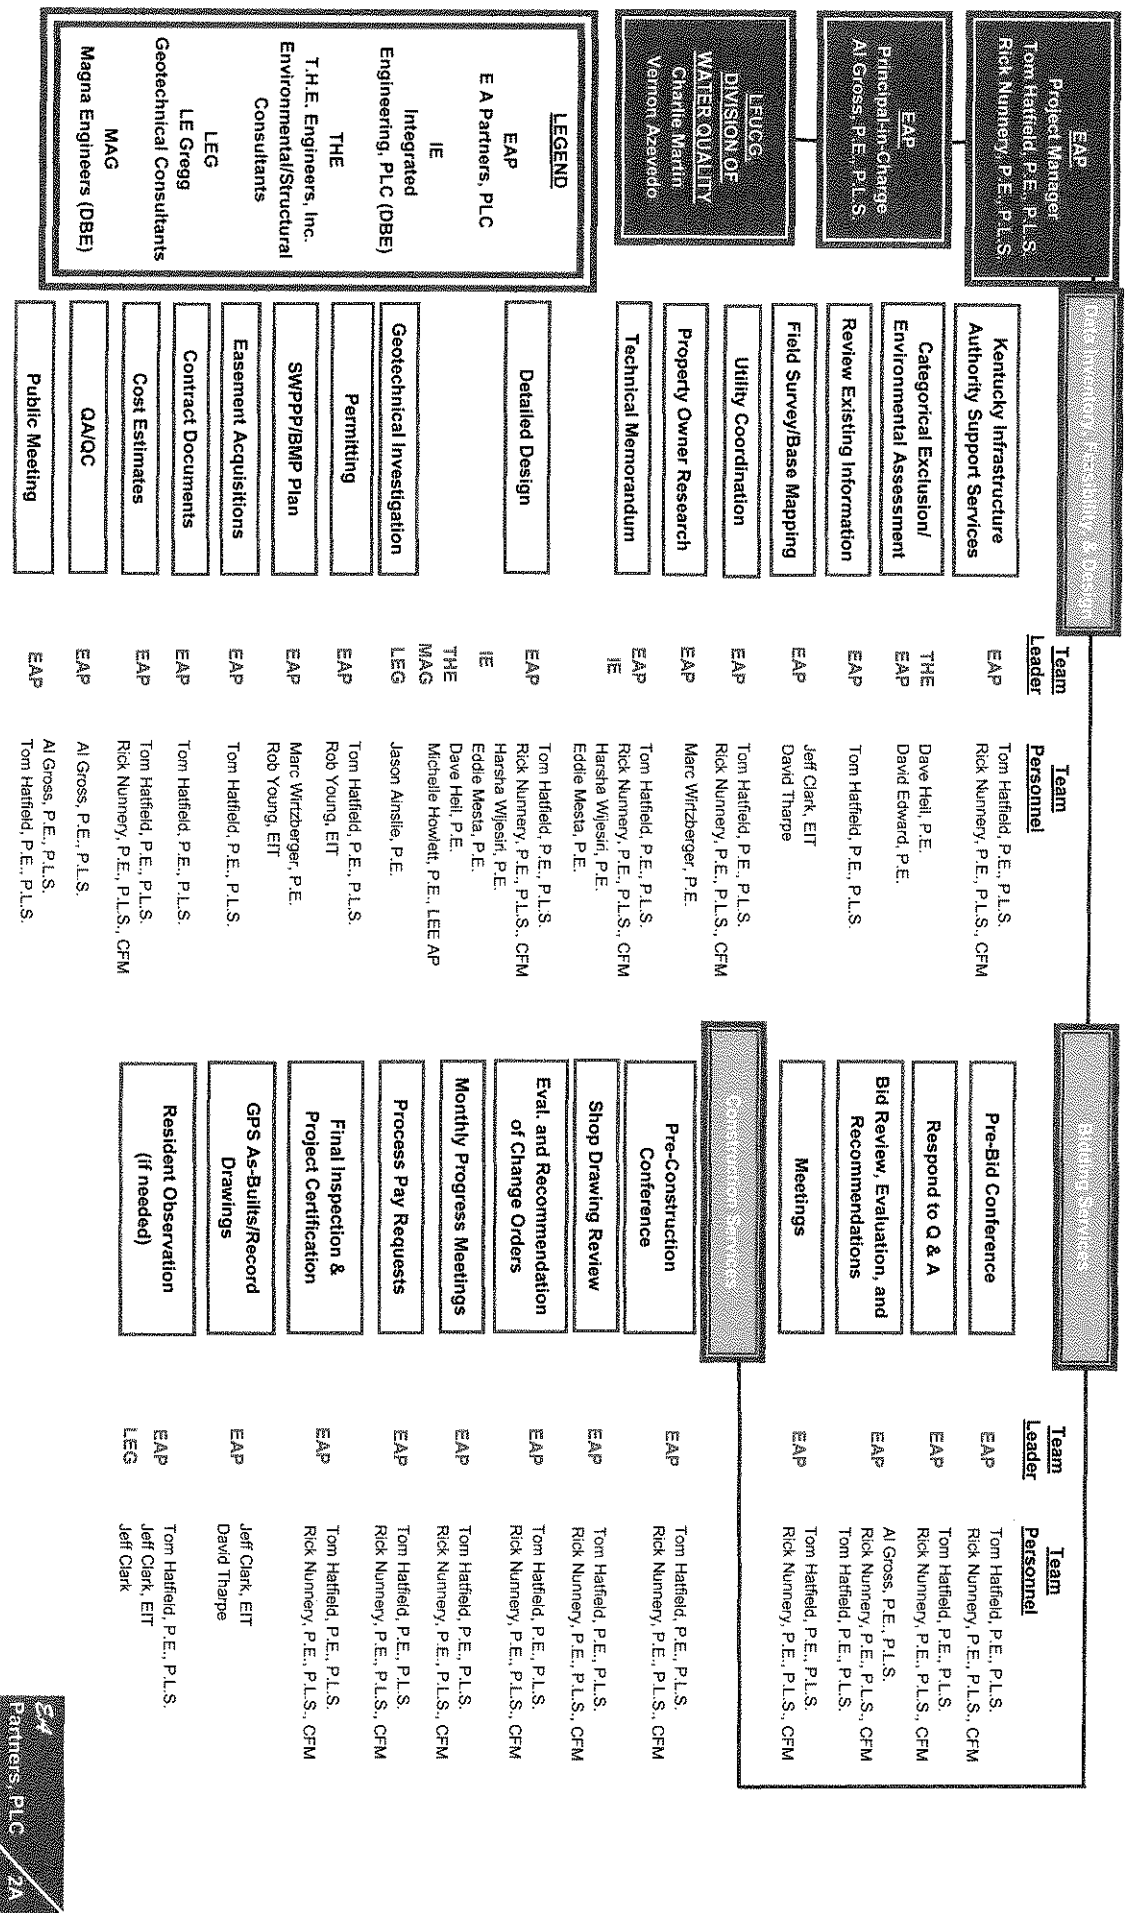 LFUCG
DIVISION OF
WATER QUALITY
Charlie Martin
Vernon Azevedo
EAP
Principal-in-Charge
Al Gross, P.E., P.L.S.
EAP
Project Manager
Tom Hatfield, P.E., P.L.S.
Rick Nunnery, P.E., P.L.S.
LEGEND
EAP
E A Partners, PLC
IE
Integrated
Engineering, PLC (DBE)
THE
T.H.E. Engineers, Inc.
Environmental/Structural
Consultants
LEG
LE Gregg
Geotechnical Consultants
MAG
Magna Engineers (DBE)
Data Inventory, Feasibility & Design
Team
Leader
Team
Personnel
Kentucky Infrastructure
Authority Support Services
EAP
Tom Hatfield, P.E., P.L.S.
Rick Nunnery, P.E., P.L.S., CFM
Categorical Exclusion/
Environmental Assessment
THE
EAP
Dave Heil, P.E.
David Edward, P.E.
Review Existing Information
EAP
Tom Hatfield, P.E., P.L.S.
Field Survey/Base Mapping
EAP
Jeff Clark, EIT
David Tharpe
Utility Coordination
EAP
Tom Hatfield, P.E., P.L.S.
Rick Nunnery, P.E., P.L.S., CFM
Property Owner Research
EAP
Marc Wirtzberger, P.E.
Technical Memorandum
EAP
IE
Tom Hatfield, P.E., P.L.S.
Rick Nunnery, P.E., P.L.S., CFM
Harsha Wijesiri, P.E.
Eddie Mesta, P.E.
Detailed Design
EAP
IE
THE
MAG
Tom Hatfield, P.E., P.L.S.
Rick Nunnery, P.E., P.L.S., CFM
Harsha Wijesiri, P.E.
Eddie Mesta, P.E.
Dave Heil, P.E.
Michelle Howlett, P.E., LEE AP
Geotechnical Investigation
LEG
Jason Ainslie, P.E.
Permitting
EAP
Tom Hatfield, P.E., P.L.S.
Rob Young, EIT
SWPPP/BMP Plan
EAP
Marc Wirtzberger, P.E.
Rob Young, EIT
Easement Acquisitions
EAP
Tom Hatfield, P.E., P.L.S.
Contract Documents
EAP
Tom Hatfield, P.E., P.L.S.
Cost Estimates
EAP
Tom Hatfield, P.E., P.L.S.
Rick Nunnery, P.E., P.L.S., CFM
QA/QC
EAP
Al Gross, P.E., P.L.S.
Public Meeting
EAP
Al Gross, P.E., P.L.S.
Tom Hatfield, P.E., P.L.S.
Bidding Services
Team
Leader
Team
Personnel
Pre-Bid Conference
EAP
Tom Hatfield, P.E., P.L.S.
Rick Nunnery, P.E., P.L.S., CFM
Respond to Q & A
EAP
Tom Hatfield, P.E., P.L.S.
Rick Nunnery, P.E., P.L.S., CFM
Bid Review, Evaluation, and
Recommendations
EAP
Al Gross, P.E., P.L.S.
Rick Nunnery, P.E., P.L.S., CFM
Tom Hatfield, P.E., P.L.S.
Meetings
EAP
Tom Hatfield, P.E., P.L.S.
Rick Nunnery, P.E., P.L.S., CFM
Construction Services
Pre-Construction
Conference
EAP
Tom Hatfield, P.E., P.L.S.
Rick Nunnery, P.E., P.L.S., CFM
Shop Drawing Review
EAP
Tom Hatfield, P.E., P.L.S.
Rick Nunnery, P.E., P.L.S., CFM
Eval. and Recommendation
of Change Orders
EAP
Tom Hatfield, P.E., P.L.S.
Rick Nunnery, P.E., P.L.S., CFM
Monthly Progress Meetings
EAP
Tom Hatfield, P.E., P.L.S.
Rick Nunnery, P.E., P.L.S., CFM
Process Pay Requests
EAP
Tom Hatfield, P.E., P.L.S.
Rick Nunnery, P.E., P.L.S., CFM
Final Inspection &
Project Certification
EAP
Tom Hatfield, P.E., P.L.S.
Rick Nunnery, P.E., P.L.S., CFM
GPS As-Builts/Record
Drawings
EAP
Jeff Clark, EIT
David Tharpe
Resident Observation
(if needed)
EAP
LEG
Tom Hatfield, P.E., P.L.S.
Jeff Clark, EIT
Jeff Clark
EA
Partners, PLC
2A